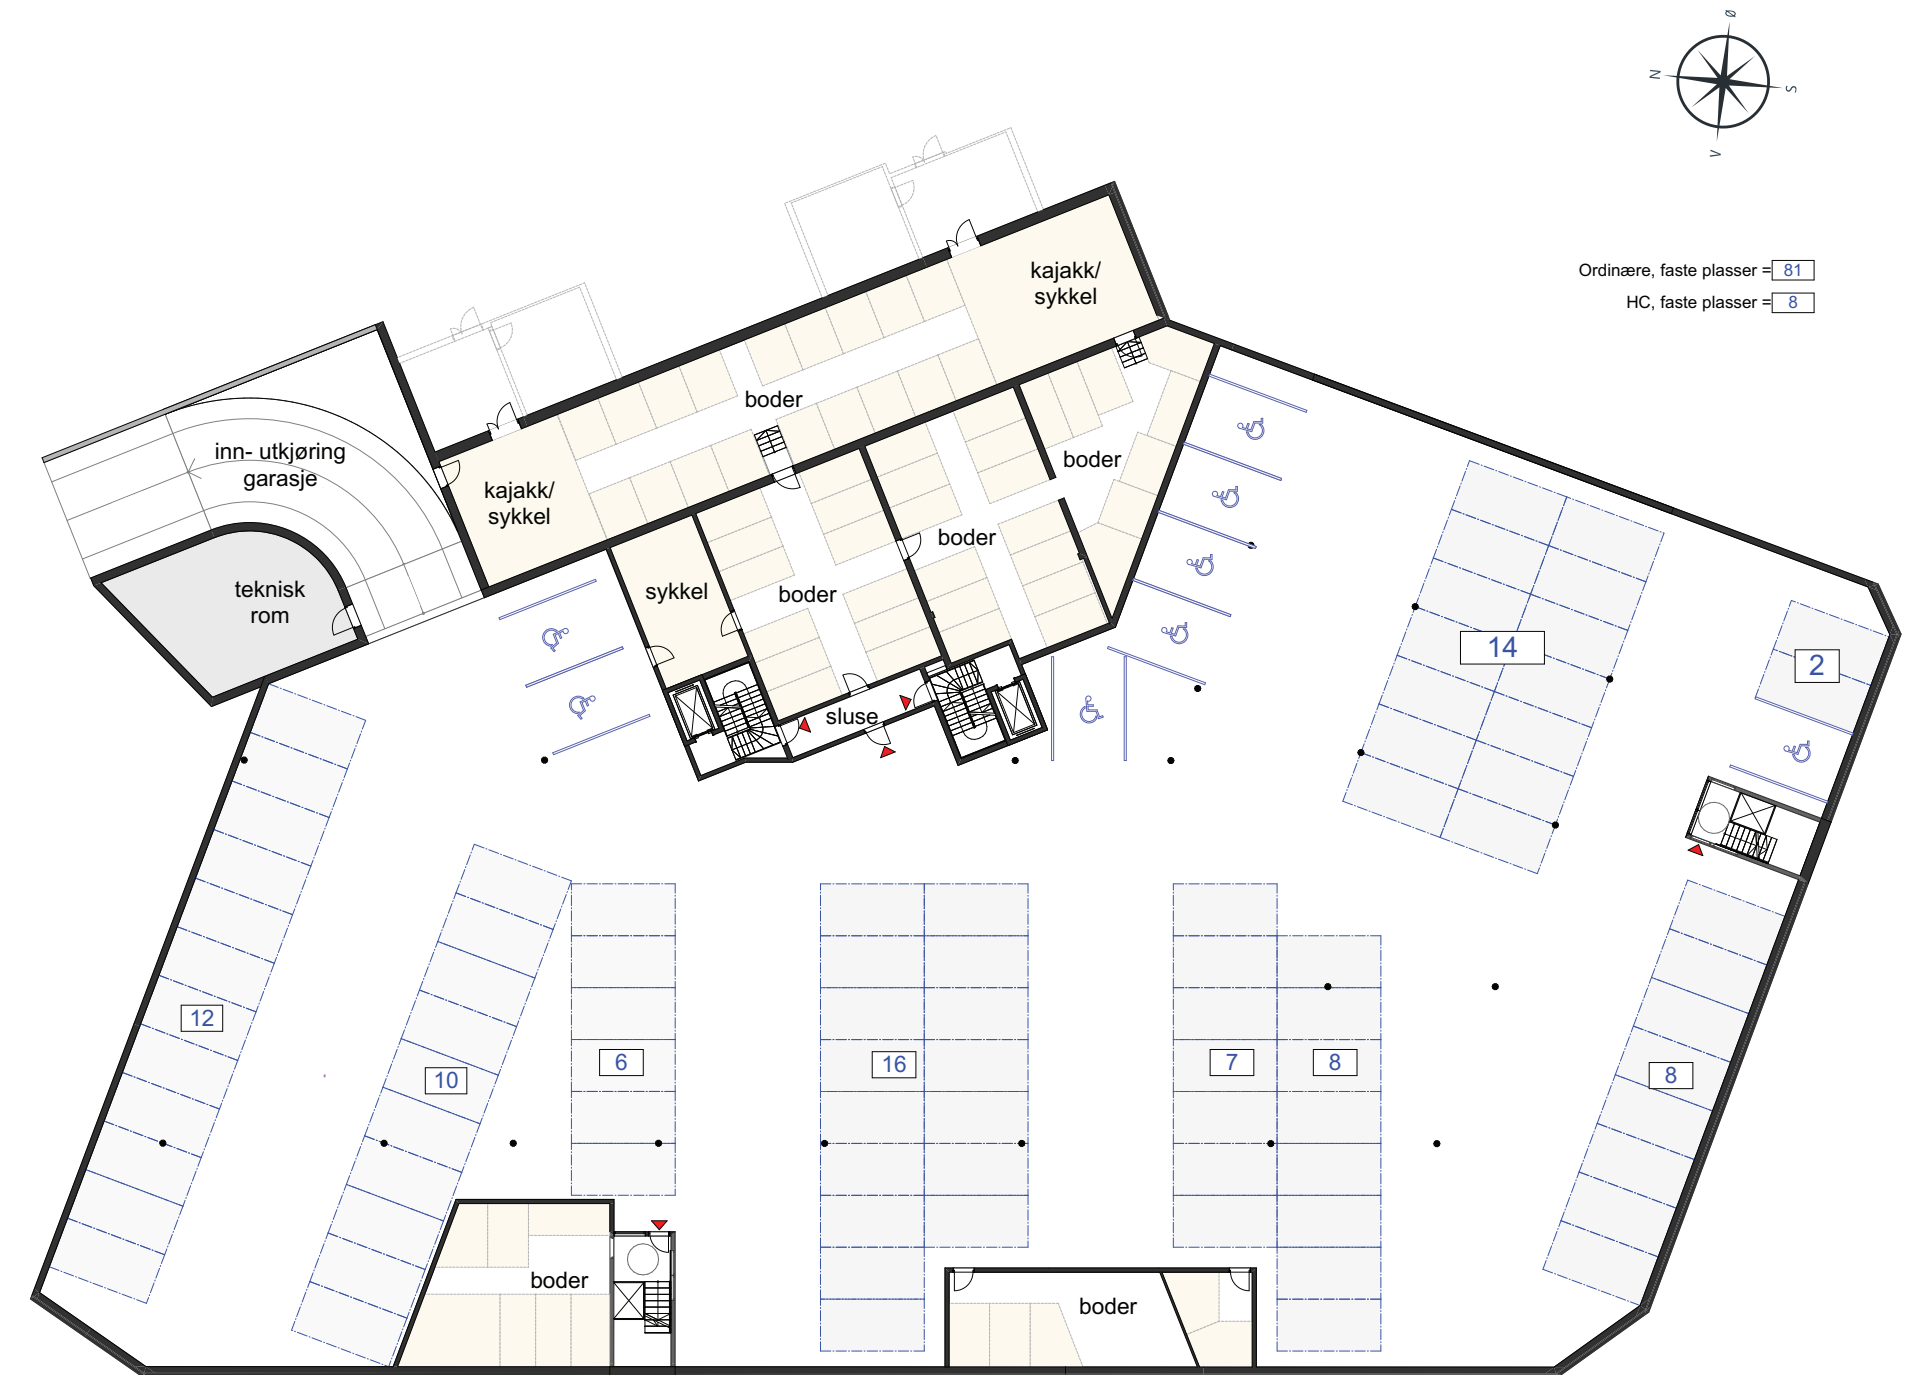 Ø
N
S
V
Ordinære, faste plasser = 81
HC, faste plasser = 8
kajakk/
sykkel
boder
inn- utkjøring
garasje
kajakk/
sykkel
boder
boder
teknisk
rom
sykkel
boder
sluse
14
2
12
10
6
16
7
8
8
boder
boder